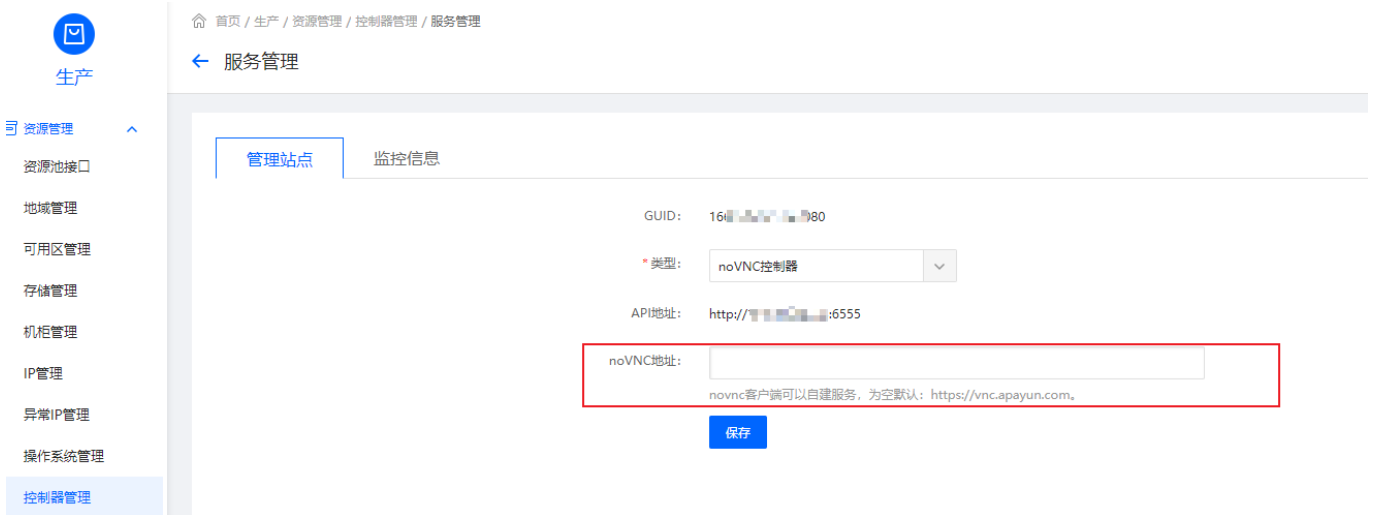 首页 / 生产 / 资源管理 / 控制器管理 / 服务管理
生产
服务管理
资源管理
资源池接口
地域管理
可用区管理
存储管理
机柜管理
IP管理
异常IP管理
操作系统管理
控制器管理
管理站点 监控信息
GUID: 16 080
* 类型: noVNC控制器
API地址: http:// :6555
noVNC地址:
novnc客户端可以自建服务，为空默认：https://vnc.apayun.com。
保存